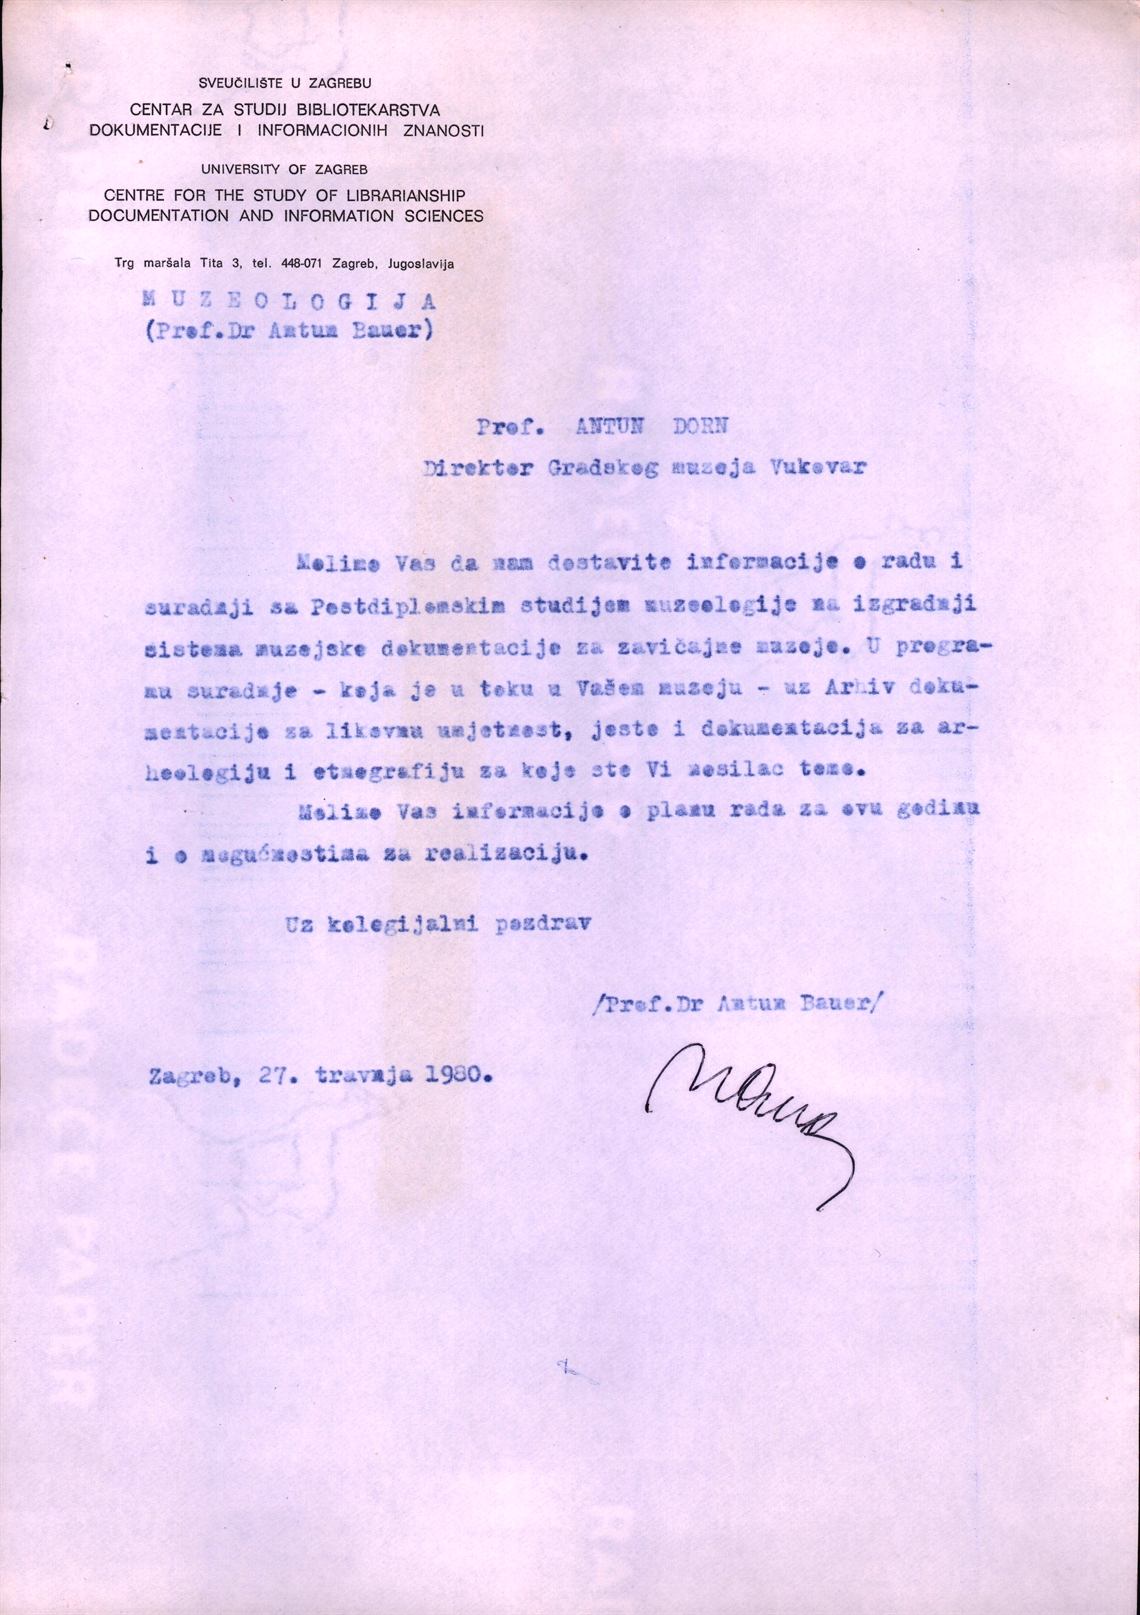 SVEUČILIŠTE U ZAGREBU
CENTAR ZA STUDIJ BIBLIOTEKARSTVA
DOKUMENTACIJE I INFORMACIONIH ZNANOSTI
UNIVERSITY OF ZAGREB
CENTRE FOR THE STUDY OF LIBRARIANSHIP
DOCUMENTATION AND INFORMATION SCIENCES
Trg maršala Tita 3, tel. 448-071 Zagreb, Jugoslavija
M U Z E O L O G I J A
(Prof.Dr Antun Bauer)
Prof. ANTUN DORN
Direktor Gradskog muzeja Vukovar
Molimo Vas da nam dostavite informacije o radu i
suradnji sa Postdiplomskim studijem muzeologije na izgradnji
sistema muzejske dokumentacije za zavičajne muzeje. U progra-
mu suradnje - koja je u toku u Vašem muzeju - uz Arhiv doku-
mentacije za likovnu umjetnost, jeste i dokumentacija za ar-
heologiju i etnografiju za koje ste Vi nosilac teme.
Molimo Vas informacije o planu rada za ovu godinu
i o mogućnostima za realizaciju.
Uz kolegijalni pozdrav
/Prof.Dr Antun Bauer/
Zagreb, 27. travnja 1980.